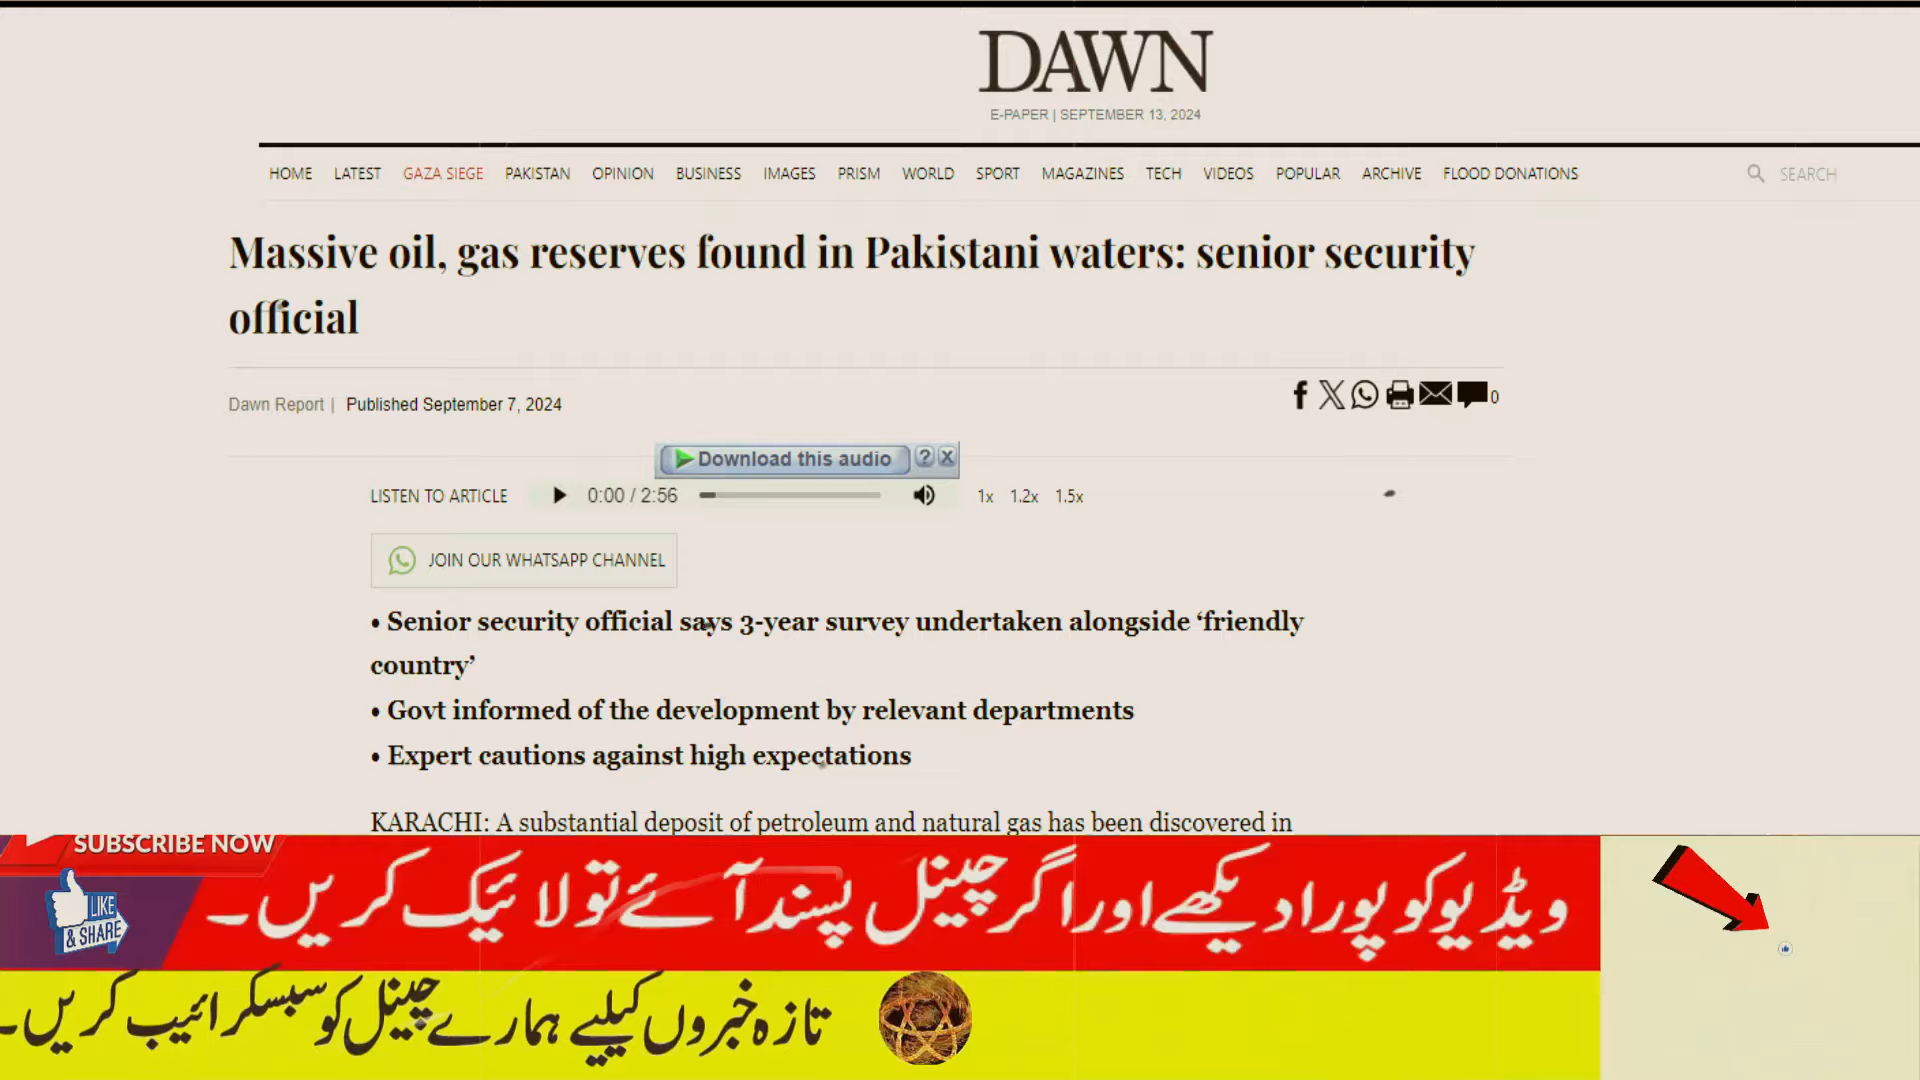 DAWN
E-PAPER | SEPTEMBER 13, 2024
HOME LATEST GAZA SIEGE PAKISTAN OPINION BUSINESS IMAGES PRISM WORLD SPORT MAGAZINES TECH VIDEOS POPULAR ARCHIVE FLOOD DONATIONS SEARCH
Massive oil, gas reserves found in Pakistani waters: senior security
official
Dawn Report | Published September 7, 2024
0
Download this audio ? X
LISTEN TO ARTICLE 0:00 / 2:56 1x 1.2x 1.5x
JOIN OUR WHATSAPP CHANNEL
• Senior security official says 3-year survey undertaken alongside ‘friendly
country’
• Govt informed of the development by relevant departments
• Expert cautions against high expectations
KARACHI: A substantial deposit of petroleum and natural gas has been discovered in
SUBSCRIBE NOW
LIKE
& SHARE
ویڈیو کو پورا دیکھے اور اگر چینل پسند آئے تو لائیک کریں۔
تازہ خبروں کیلیے ہمارے چینل کو سبسکرائیب کریں۔